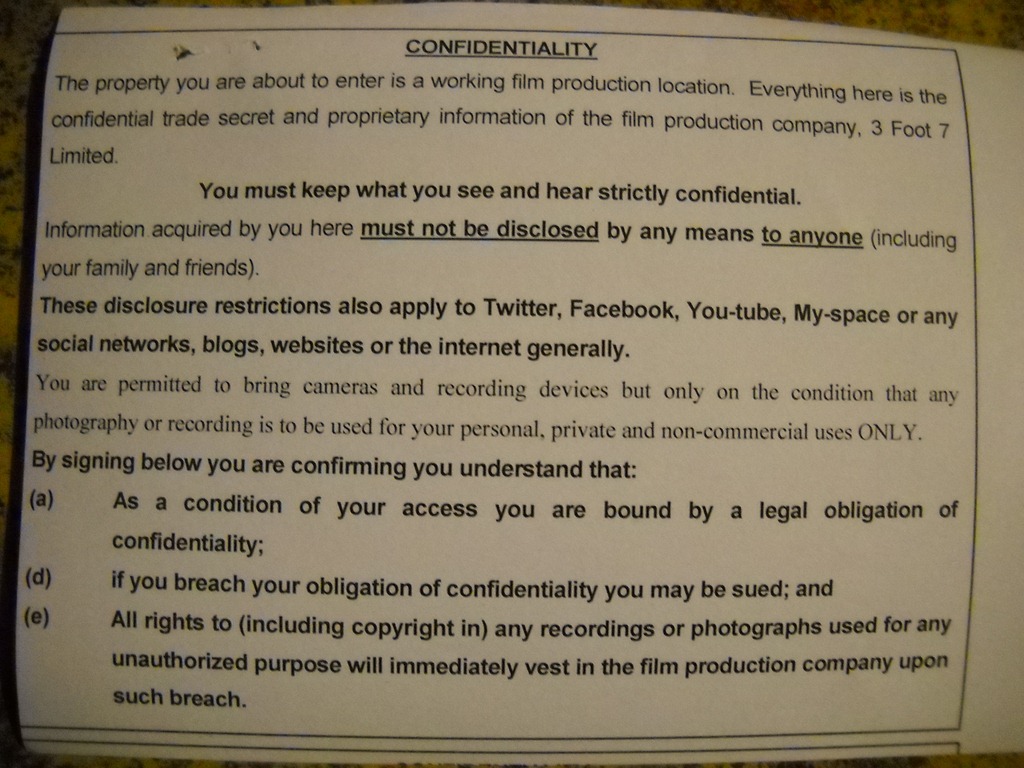 CONFIDENTIALITY
The property you are about to enter is a working film production location. Everything here is the
confidential trade secret and proprietary information of the film production company, 3 Foot 7
Limited.
You must keep what you see and hear strictly confidential.
Information acquired by you here must not be disclosed by any means to anyone (including
your family and friends).
These disclosure restrictions also apply to Twitter, Facebook, You-tube, My-space or any
social networks, blogs, websites or the internet generally.
You are permitted to bring cameras and recording devices but only on the condition that any
photography or recording is to be used for your personal, private and non-commercial uses ONLY.
By signing below you are confirming you understand that:
(a) As a condition of your access you are bound by a legal obligation of
confidentiality;
(d) if you breach your obligation of confidentiality you may be sued; and
(e) All rights to (including copyright in) any recordings or photographs used for any
unauthorized purpose will immediately vest in the film production company upon
such breach.